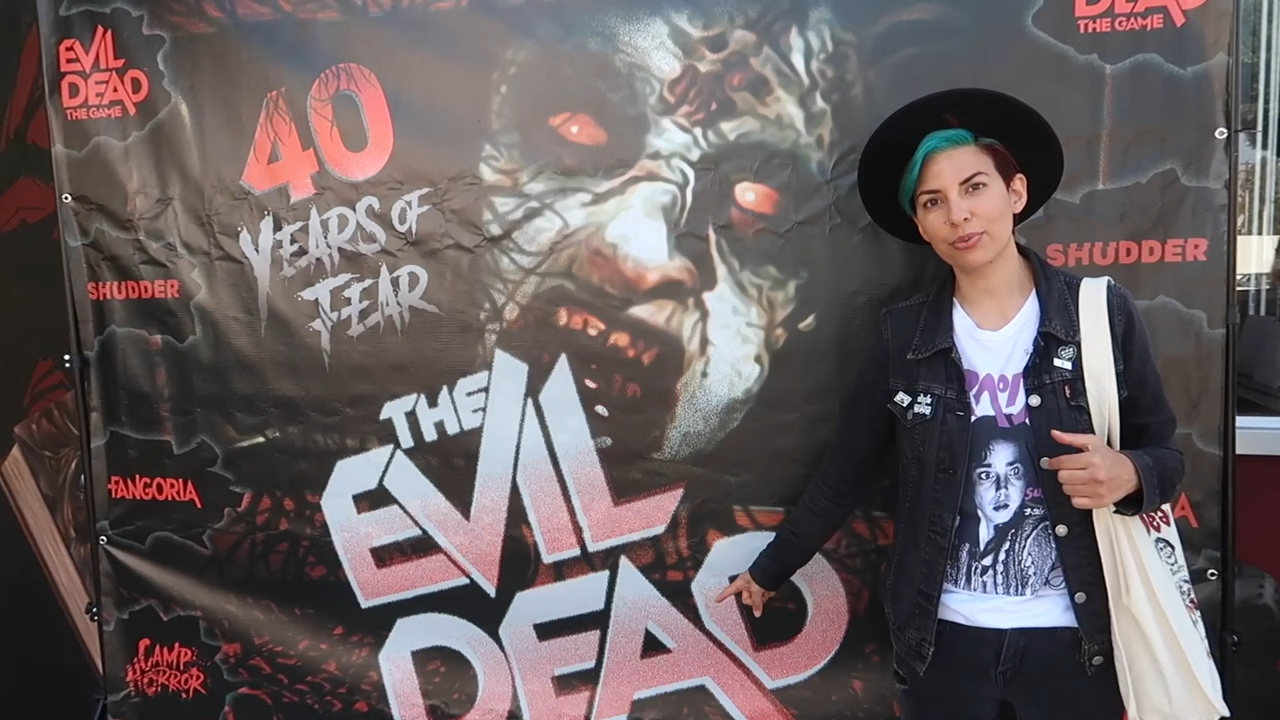 EVIL
DEAD
THE GAME
DEAD
THE GAME
40
YEARS OF
FEAR
SHUDDER
SHUDDER
THE
EVIL
DEAD
FANGORIA
CAMP
HORROR